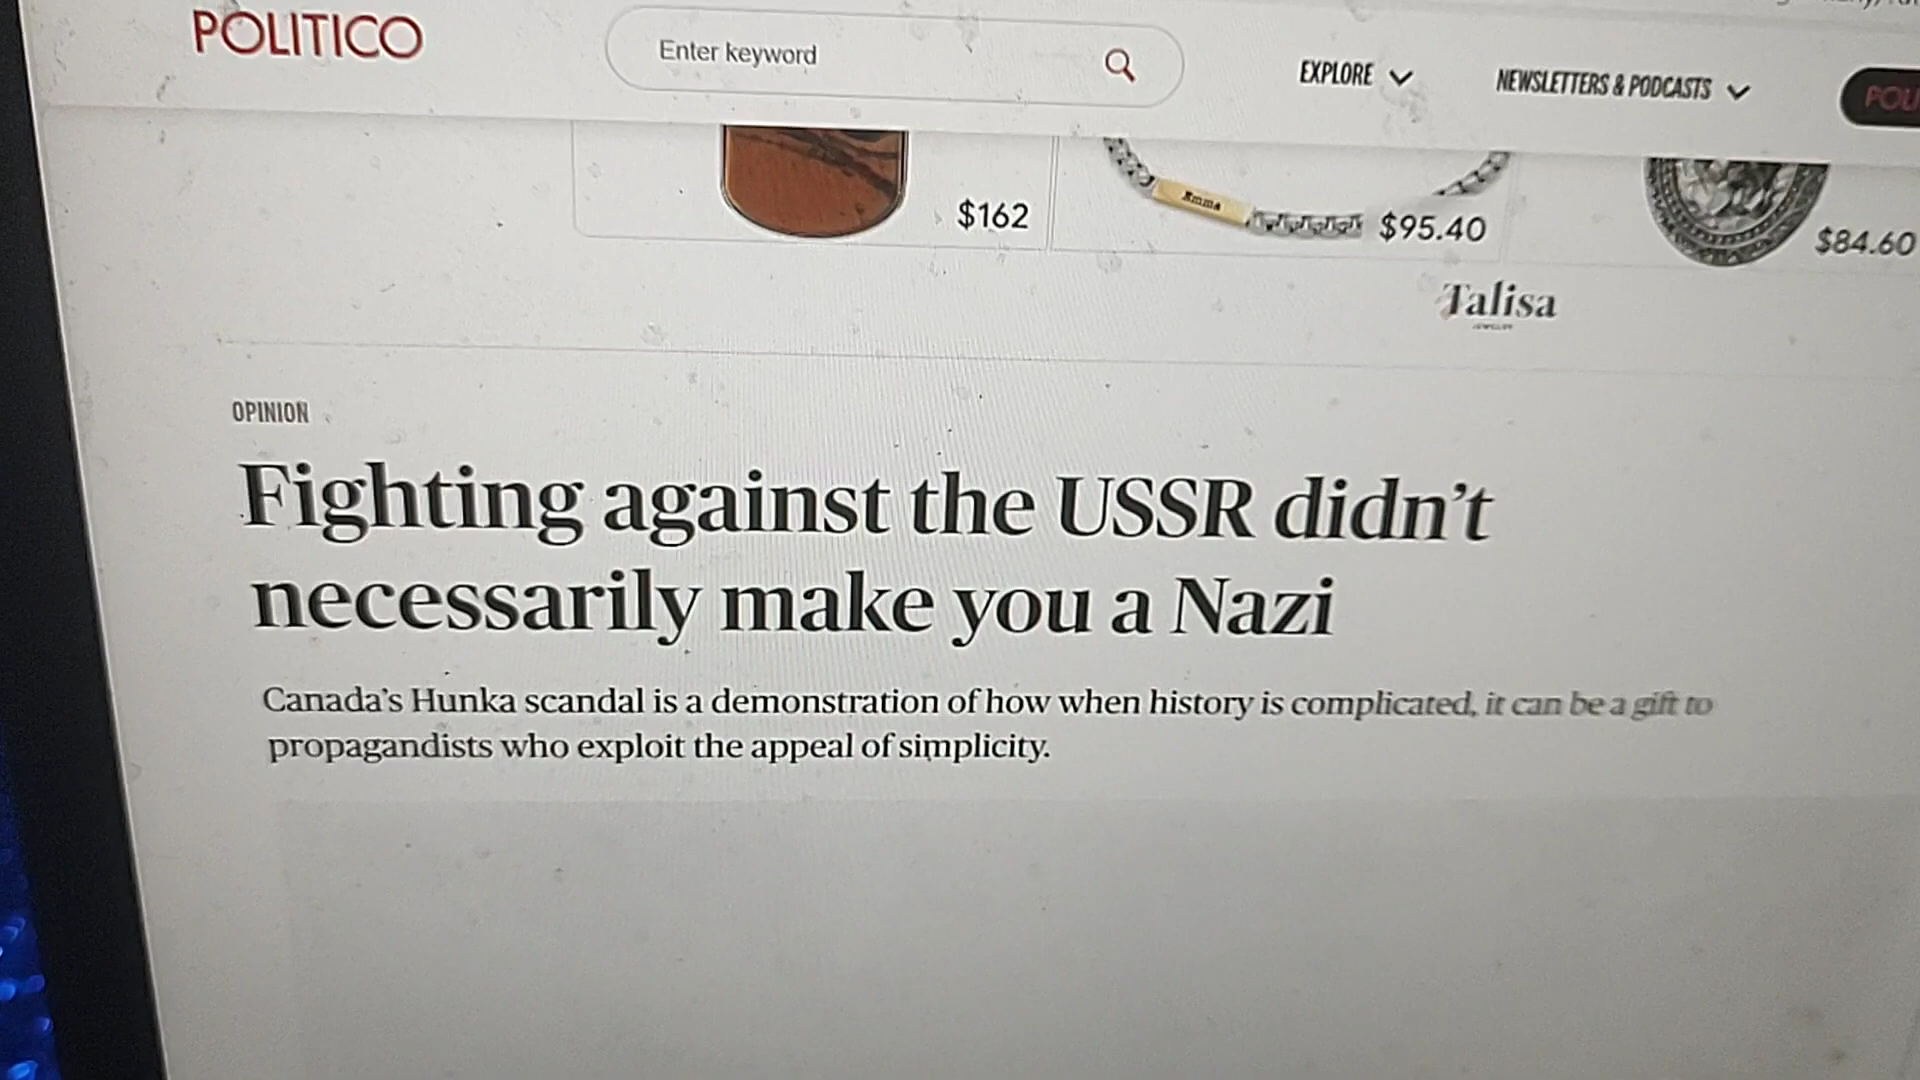 POLITICO
Enter keyword
EXPLORE
NEWSLETTERS & PODCASTS
$162
Emma
$95.40
$84.60
Talisa
OPINION
Fighting against the USSR didn't
necessarily make you a Nazi
Canada's Hunka scandal is a demonstration of how when history is complicated, it can be a gift to
propagandists who exploit the appeal of simplicity.